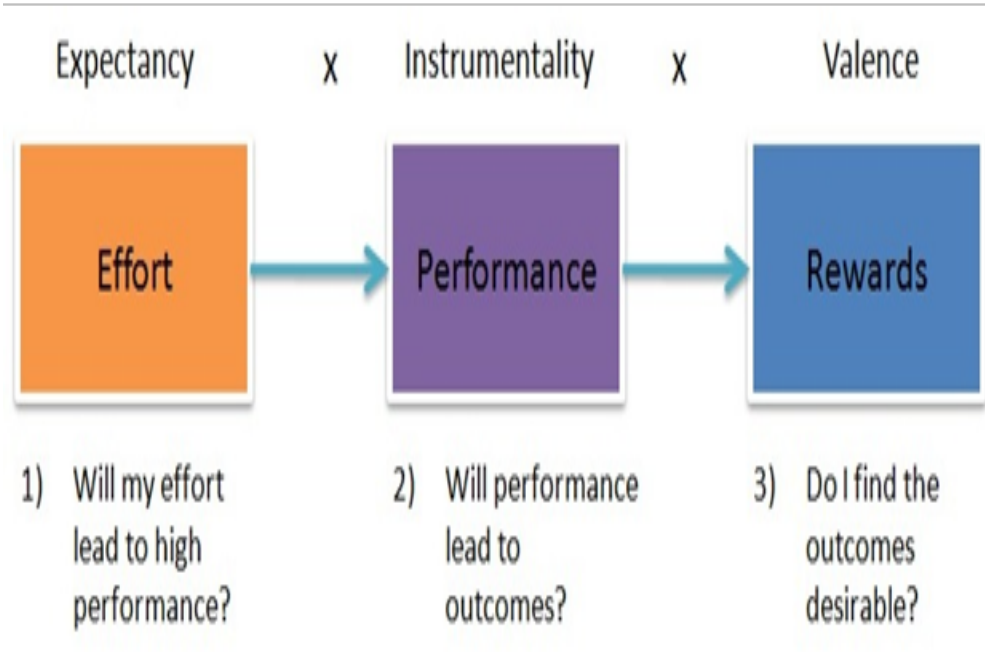 Expectancy x Instrumentality x Valence
Effort Performance Rewards
1) Will my effort
lead to high
performance?
2) Will performance
lead to
outcomes?
3) Do I find the
outcomes
desirable?